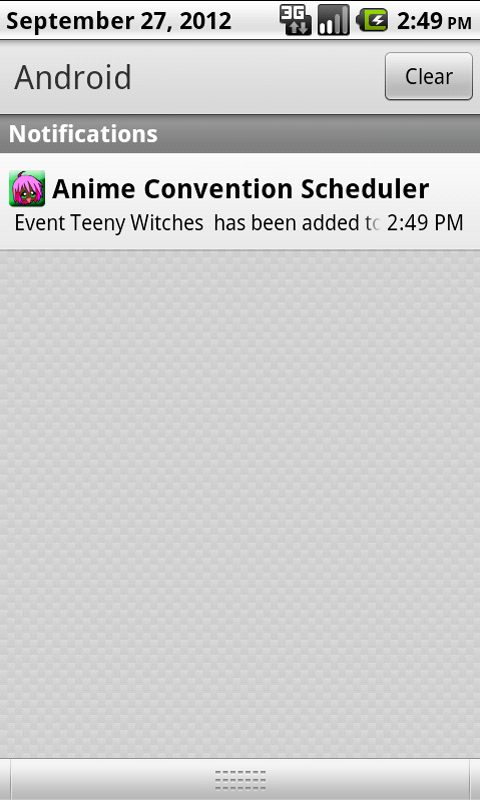 September 27, 2012 3G 2:49 PM
Android Clear
Notifications
Anime Convention Scheduler
Event Teeny Witches has been added to 2:49 PM